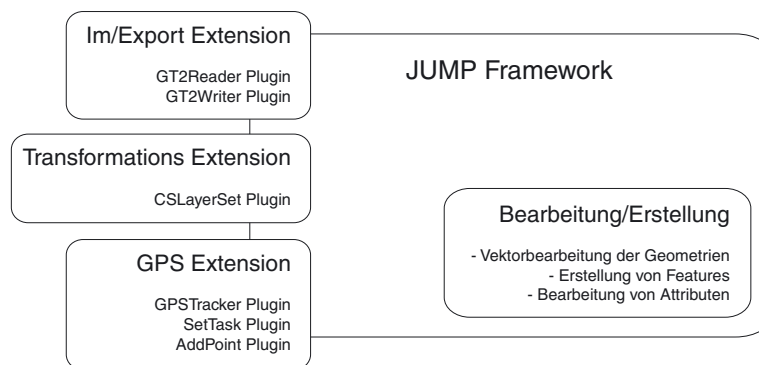 Im/Export Extension
GT2Reader Plugin
GT2Writer Plugin
JUMP Framework
Transformations Extension
CSLayerSet Plugin
Bearbeitung/Erstellung
- Vektorbearbeitung der Geometrien
- Erstellung von Features
- Bearbeitung von Attributen
GPS Extension
GPSTracker Plugin
SetTask Plugin
AddPoint Plugin